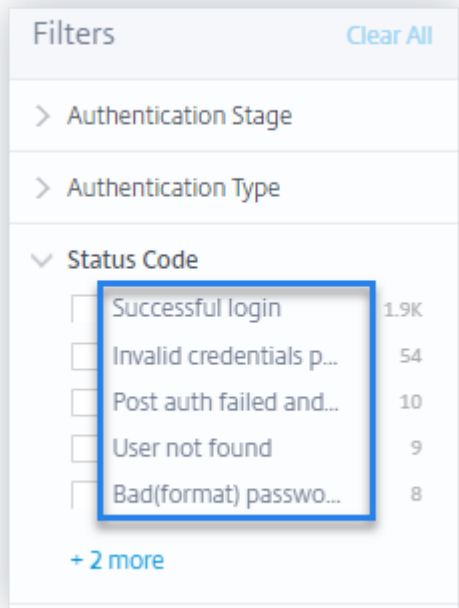 Filters Clear All
Authentication Stage
Authentication Type
Status Code
Successful login 1.9K
Invalid credentials p... 54
Post auth failed and... 10
User not found 9
Bad(format) passwo... 8
+ 2 more